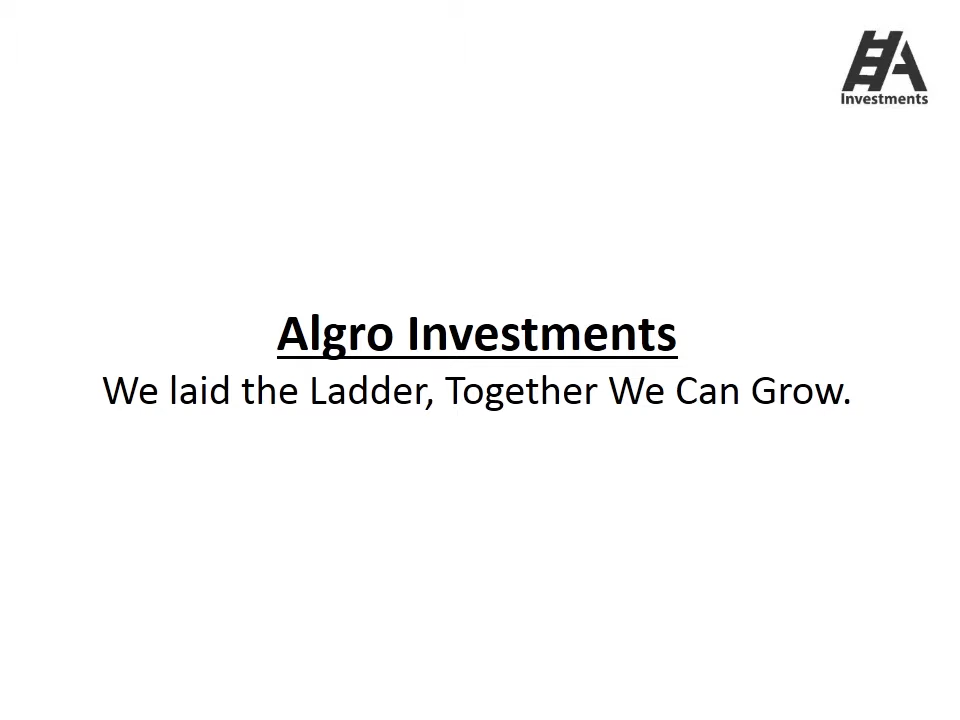 Investments
Algro Investments
We laid the Ladder, Together We Can Grow.